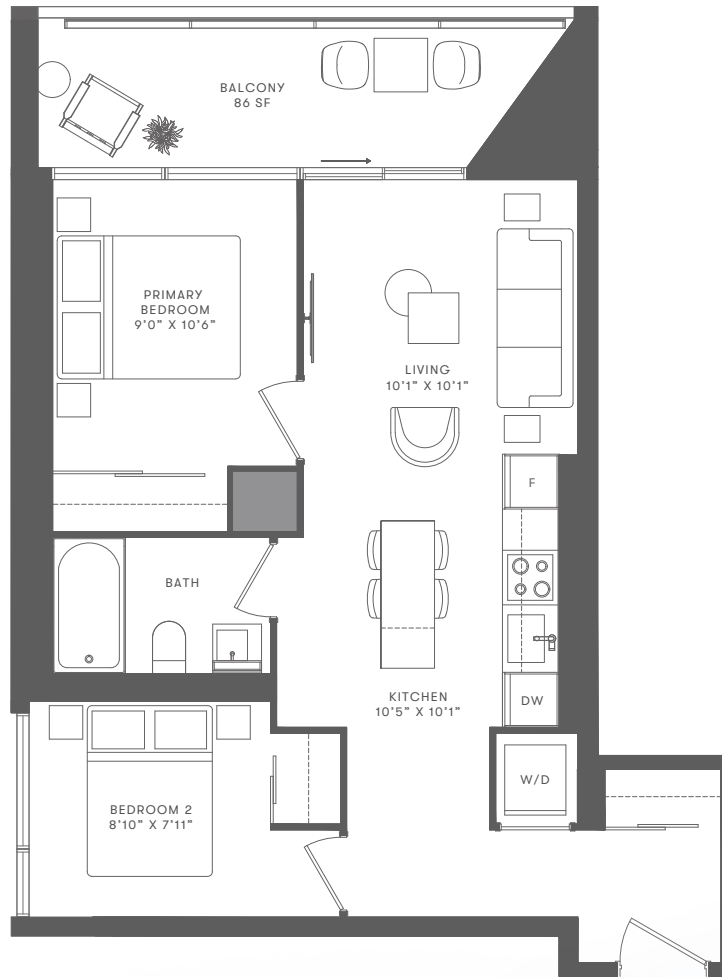 BALCONY
86 SF
PRIMARY
BEDROOM
9'0" X 10'6"
LIVING
10'1" X 10'1"
F
BATH
KITCHEN
10'5" X 10'1"
DW
W/D
BEDROOM 2
8'10" X 7'11"